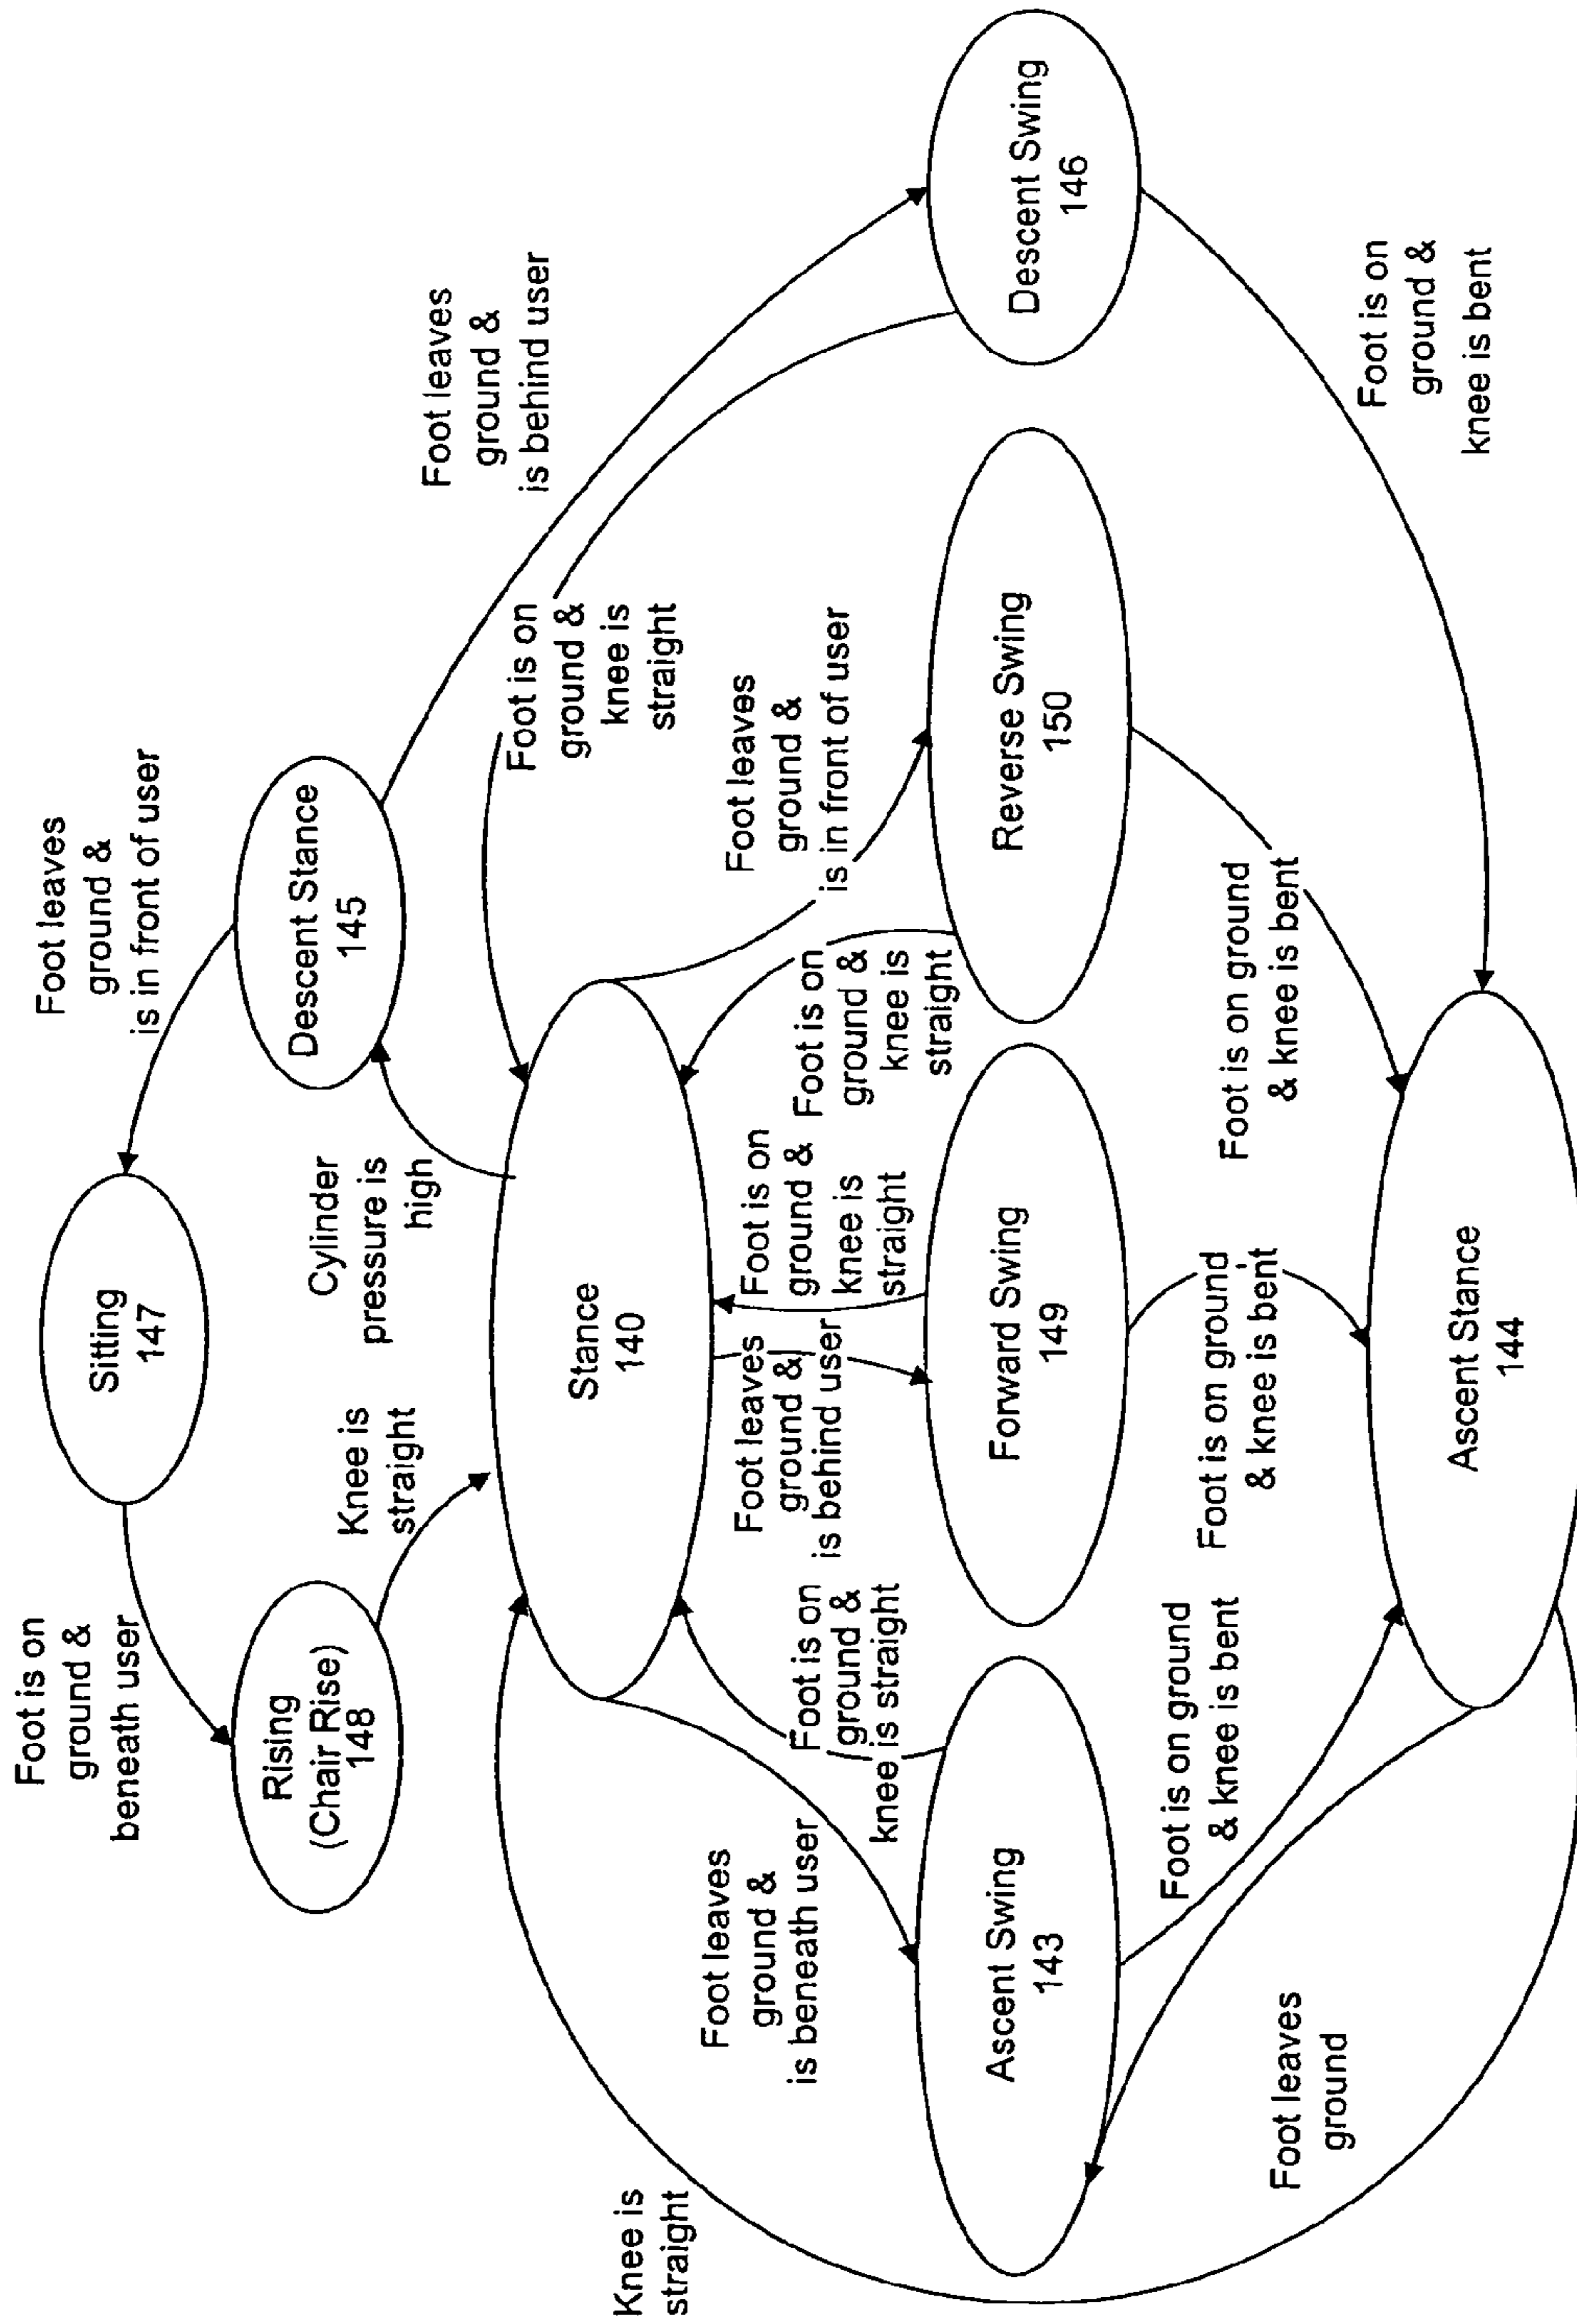 Foot is on
ground &
beneath user
Sitting
147
Foot leaves
ground &
is in front of user
Rising
(Chair Rise)
148
Knee is
straight
Cylinder
pressure is
high
Descent Stance
145
Foot leaves
ground &
is behind user
Knee is
straight
Stance
140
Foot is on
ground &
knee is
straight
Foot leaves
ground &
is beneath user
Foot is on
ground &
knee is straight
Foot leaves
ground &
is behind user
Foot is on
ground &
knee is
straight
Foot is on
ground &
knee is
straight
Foot leaves
ground &
is in front of user
Ascent Swing
143
Forward Swing
149
Reverse Swing
150
Descent Swing
146
Foot leaves
ground
Foot is on ground
& knee is bent
Foot is on ground
& knee is bent
Foot is on ground
& knee is bent
Foot is on
ground &
knee is bent
Ascent Stance
144